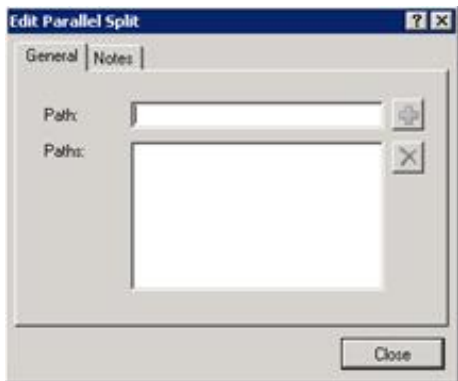 Edit Parallel Split
General Notes
Path:
Paths:
Close